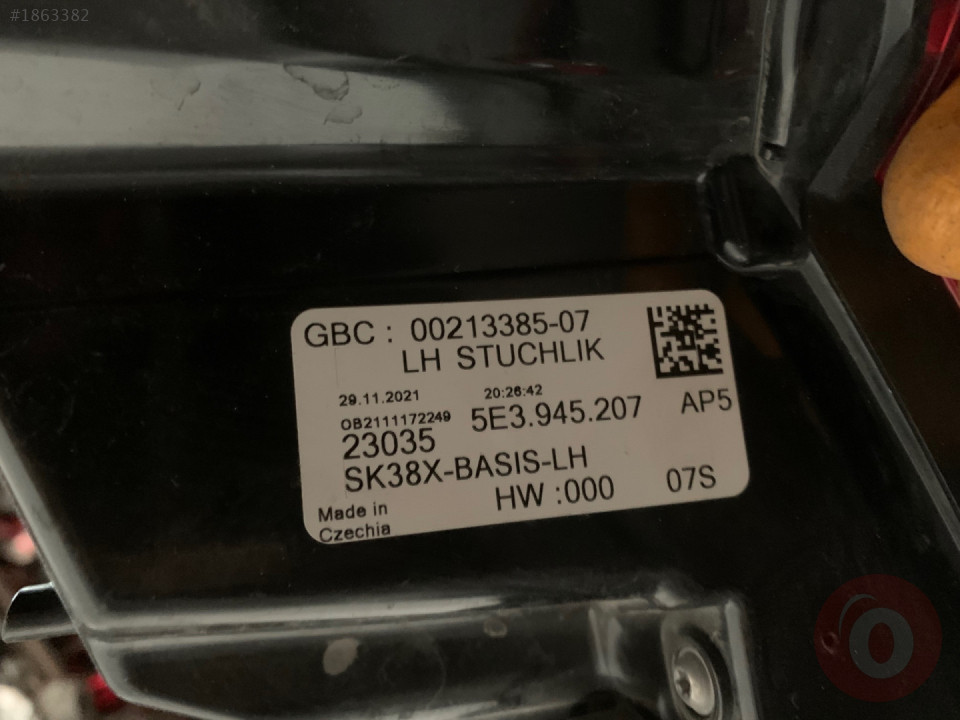 #1863382
GBC : 00213385-07
LH STUCHLIK
29.11.2021 20:26:42
OB2111172249 5E3.945.207 AP5
23035
SK38X-BASIS-LH
HW :000 07S
Made in
Czechia
O